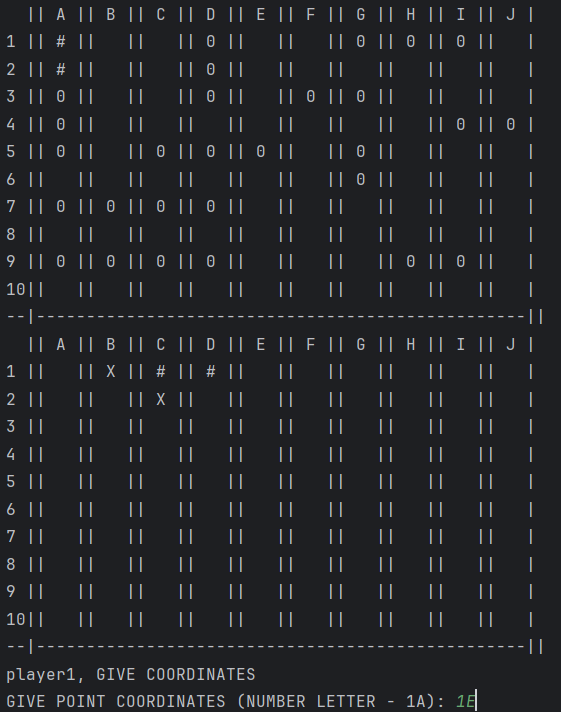 || A || B || C || D || E || F || G || H || I || J |
1 || # ||   ||   || 0 ||   ||   || 0 || 0 || 0 ||   |
2 || # ||   ||   || 0 ||   ||   ||   ||   ||   ||   |
3 || 0 ||   ||   || 0 ||   || 0 || 0 ||   ||   ||   |
4 || 0 ||   ||   ||   ||   ||   ||   ||   || 0 || 0 |
5 || 0 ||   || 0 || 0 || 0 ||   || 0 ||   ||   ||   |
6 ||   ||   ||   ||   ||   ||   || 0 ||   ||   ||   |
7 || 0 || 0 || 0 || 0 ||   ||   ||   ||   ||   ||   |
8 ||   ||   ||   ||   ||   ||   ||   ||   ||   ||   |
9 || 0 || 0 || 0 || 0 ||   ||   ||   || 0 || 0 ||   |
10||   ||   ||   ||   ||   ||   ||   ||   ||   ||   |
--|-------------------------------------------------||
  || A || B || C || D || E || F || G || H || I || J |
1 ||   || X || # || # ||   ||   ||   ||   ||   ||   |
2 ||   ||   || X ||   ||   ||   ||   ||   ||   ||   |
3 ||   ||   ||   ||   ||   ||   ||   ||   ||   ||   |
4 ||   ||   ||   ||   ||   ||   ||   ||   ||   ||   |
5 ||   ||   ||   ||   ||   ||   ||   ||   ||   ||   |
6 ||   ||   ||   ||   ||   ||   ||   ||   ||   ||   |
7 ||   ||   ||   ||   ||   ||   ||   ||   ||   ||   |
8 ||   ||   ||   ||   ||   ||   ||   ||   ||   ||   |
9 ||   ||   ||   ||   ||   ||   ||   ||   ||   ||   |
10||   ||   ||   ||   ||   ||   ||   ||   ||   ||   |
--|-------------------------------------------------||
player1, GIVE COORDINATES
GIVE POINT COORDINATES (NUMBER LETTER - 1A): 1E